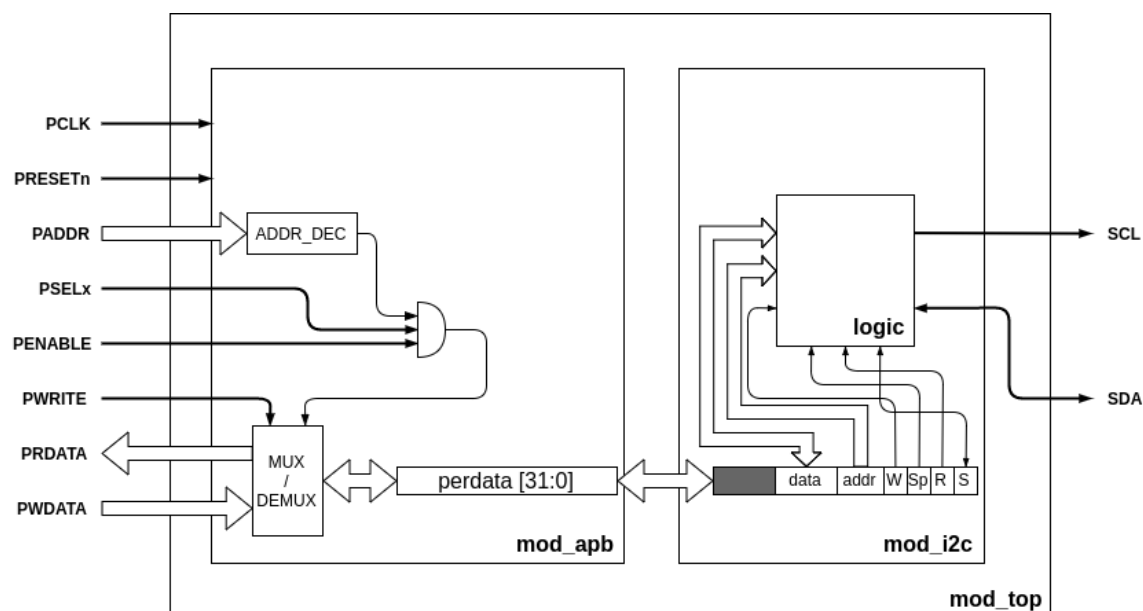 PCLK
PRESETn
PADDR
ADDR_DEC
SCL
PSELx
logic
PENABLE
PWRITE
SDA
PRDATA
MUX
/
DEMUX
perdata [31:0]
data
addr
W
Sp
R
S
PWDATA
mod_apb
mod_i2c
mod_top